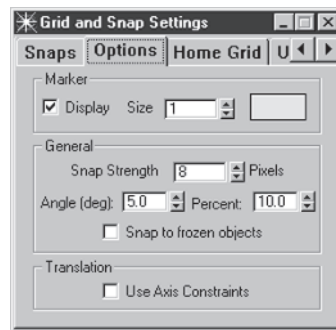 Grid and Snap Settings
Snaps Options Home Grid U
Marker
Display Size 1
General
Snap Strength 8 Pixels
Angle (deg): 5.0 Percent: 10.0
Snap to frozen objects
Translation
Use Axis Constraints